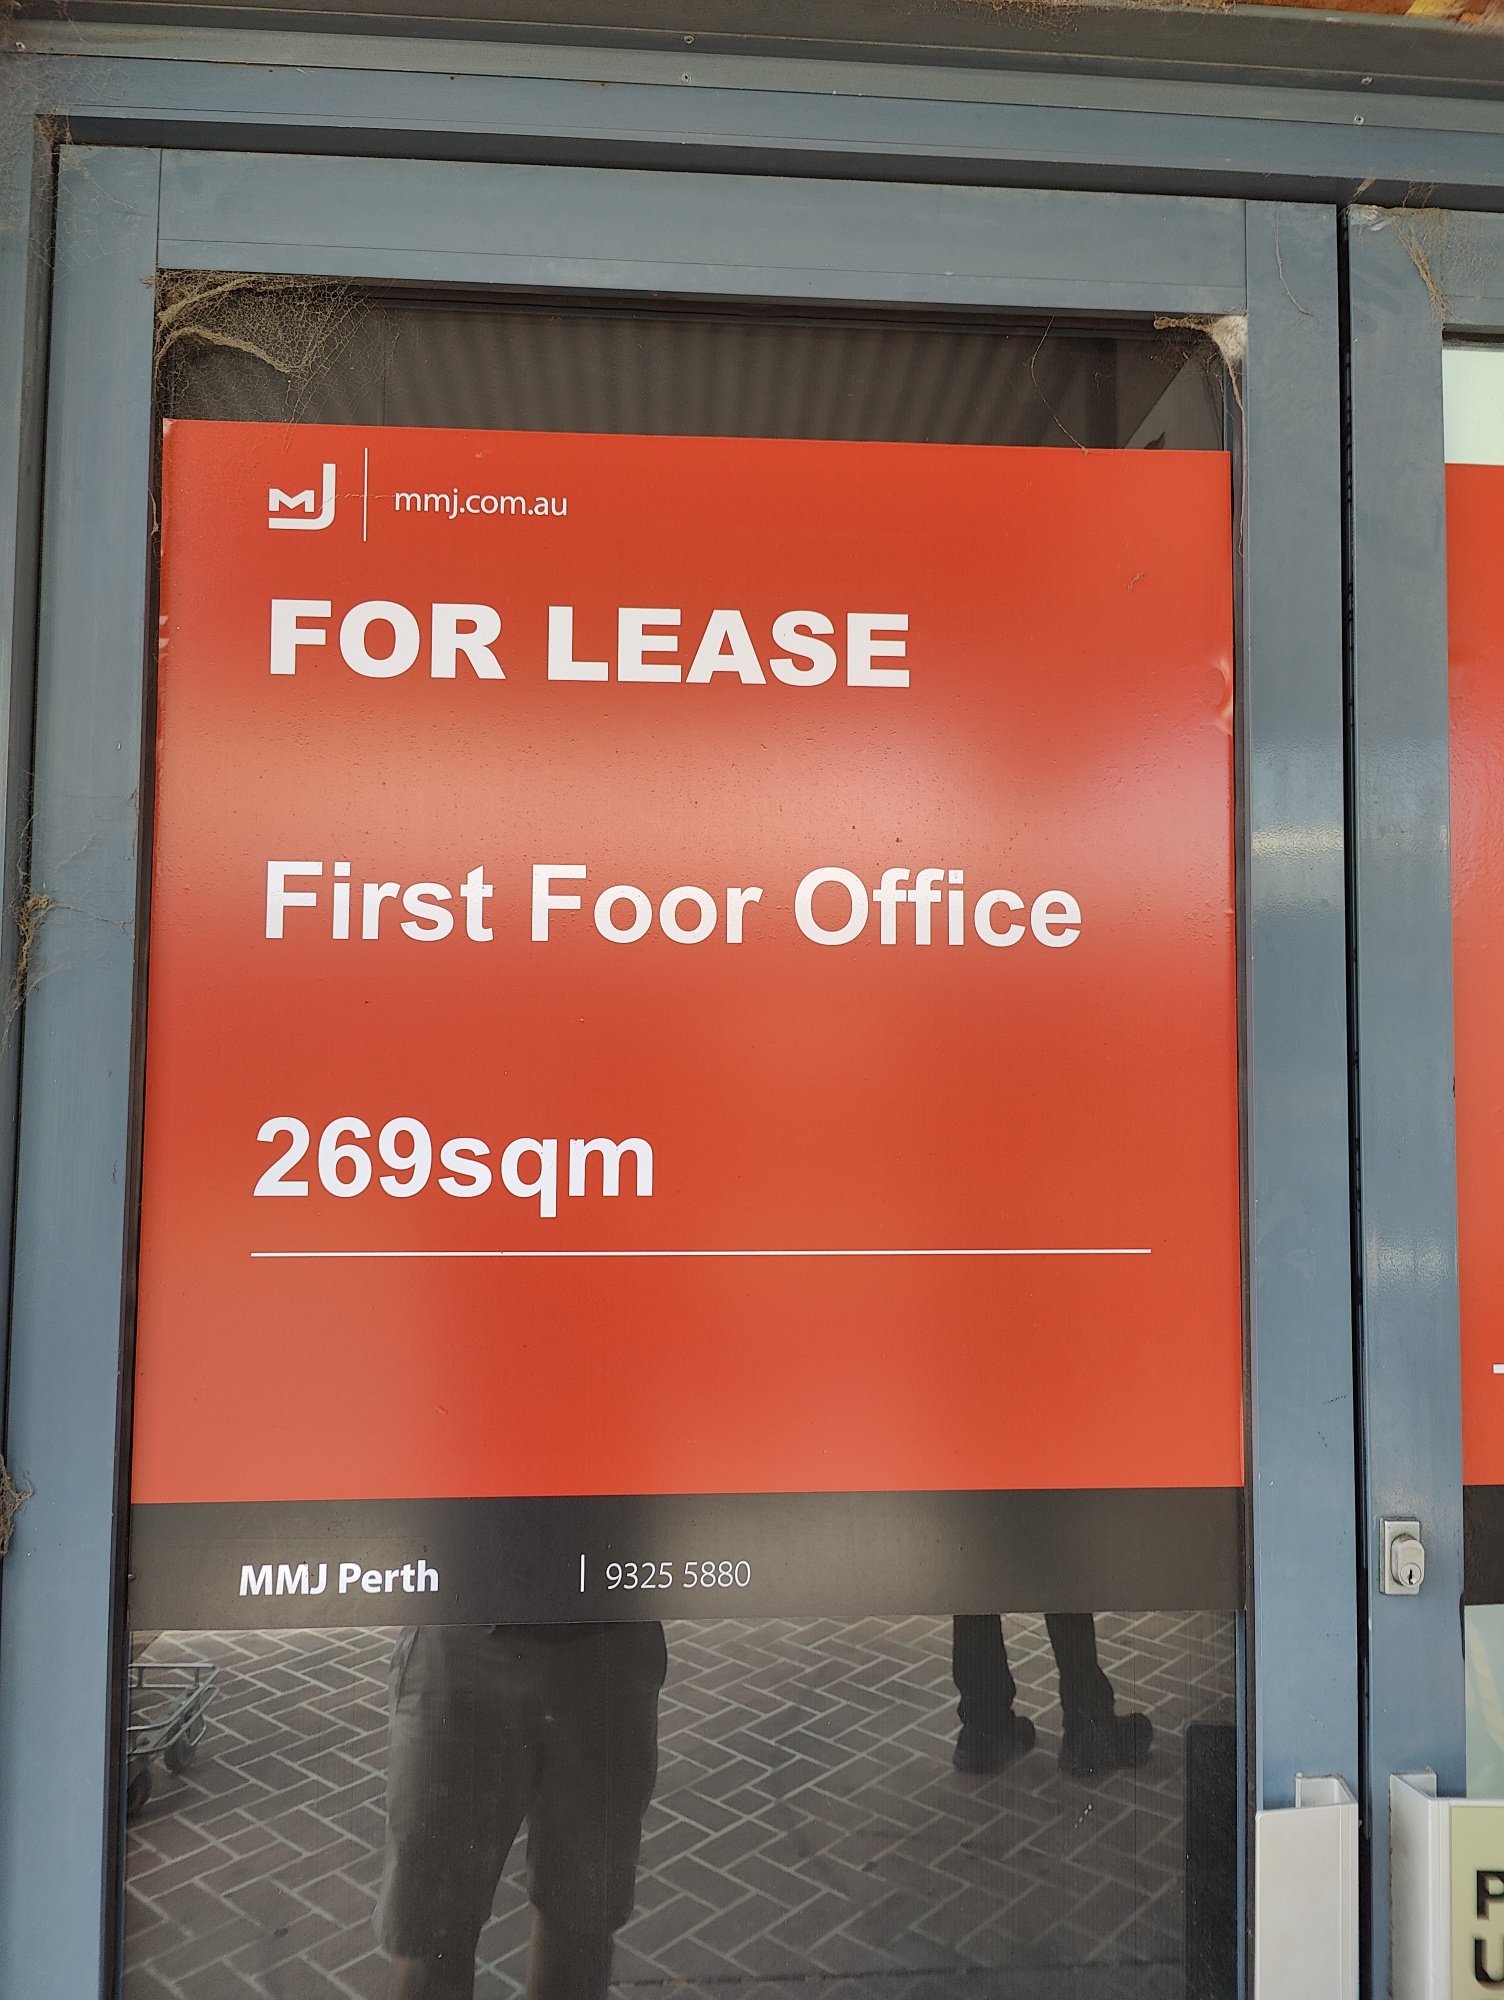 MJ
mmj.com.au
FOR LEASE
First Foor Office
269sqm
MMJ Perth | 9325 5880
P
U